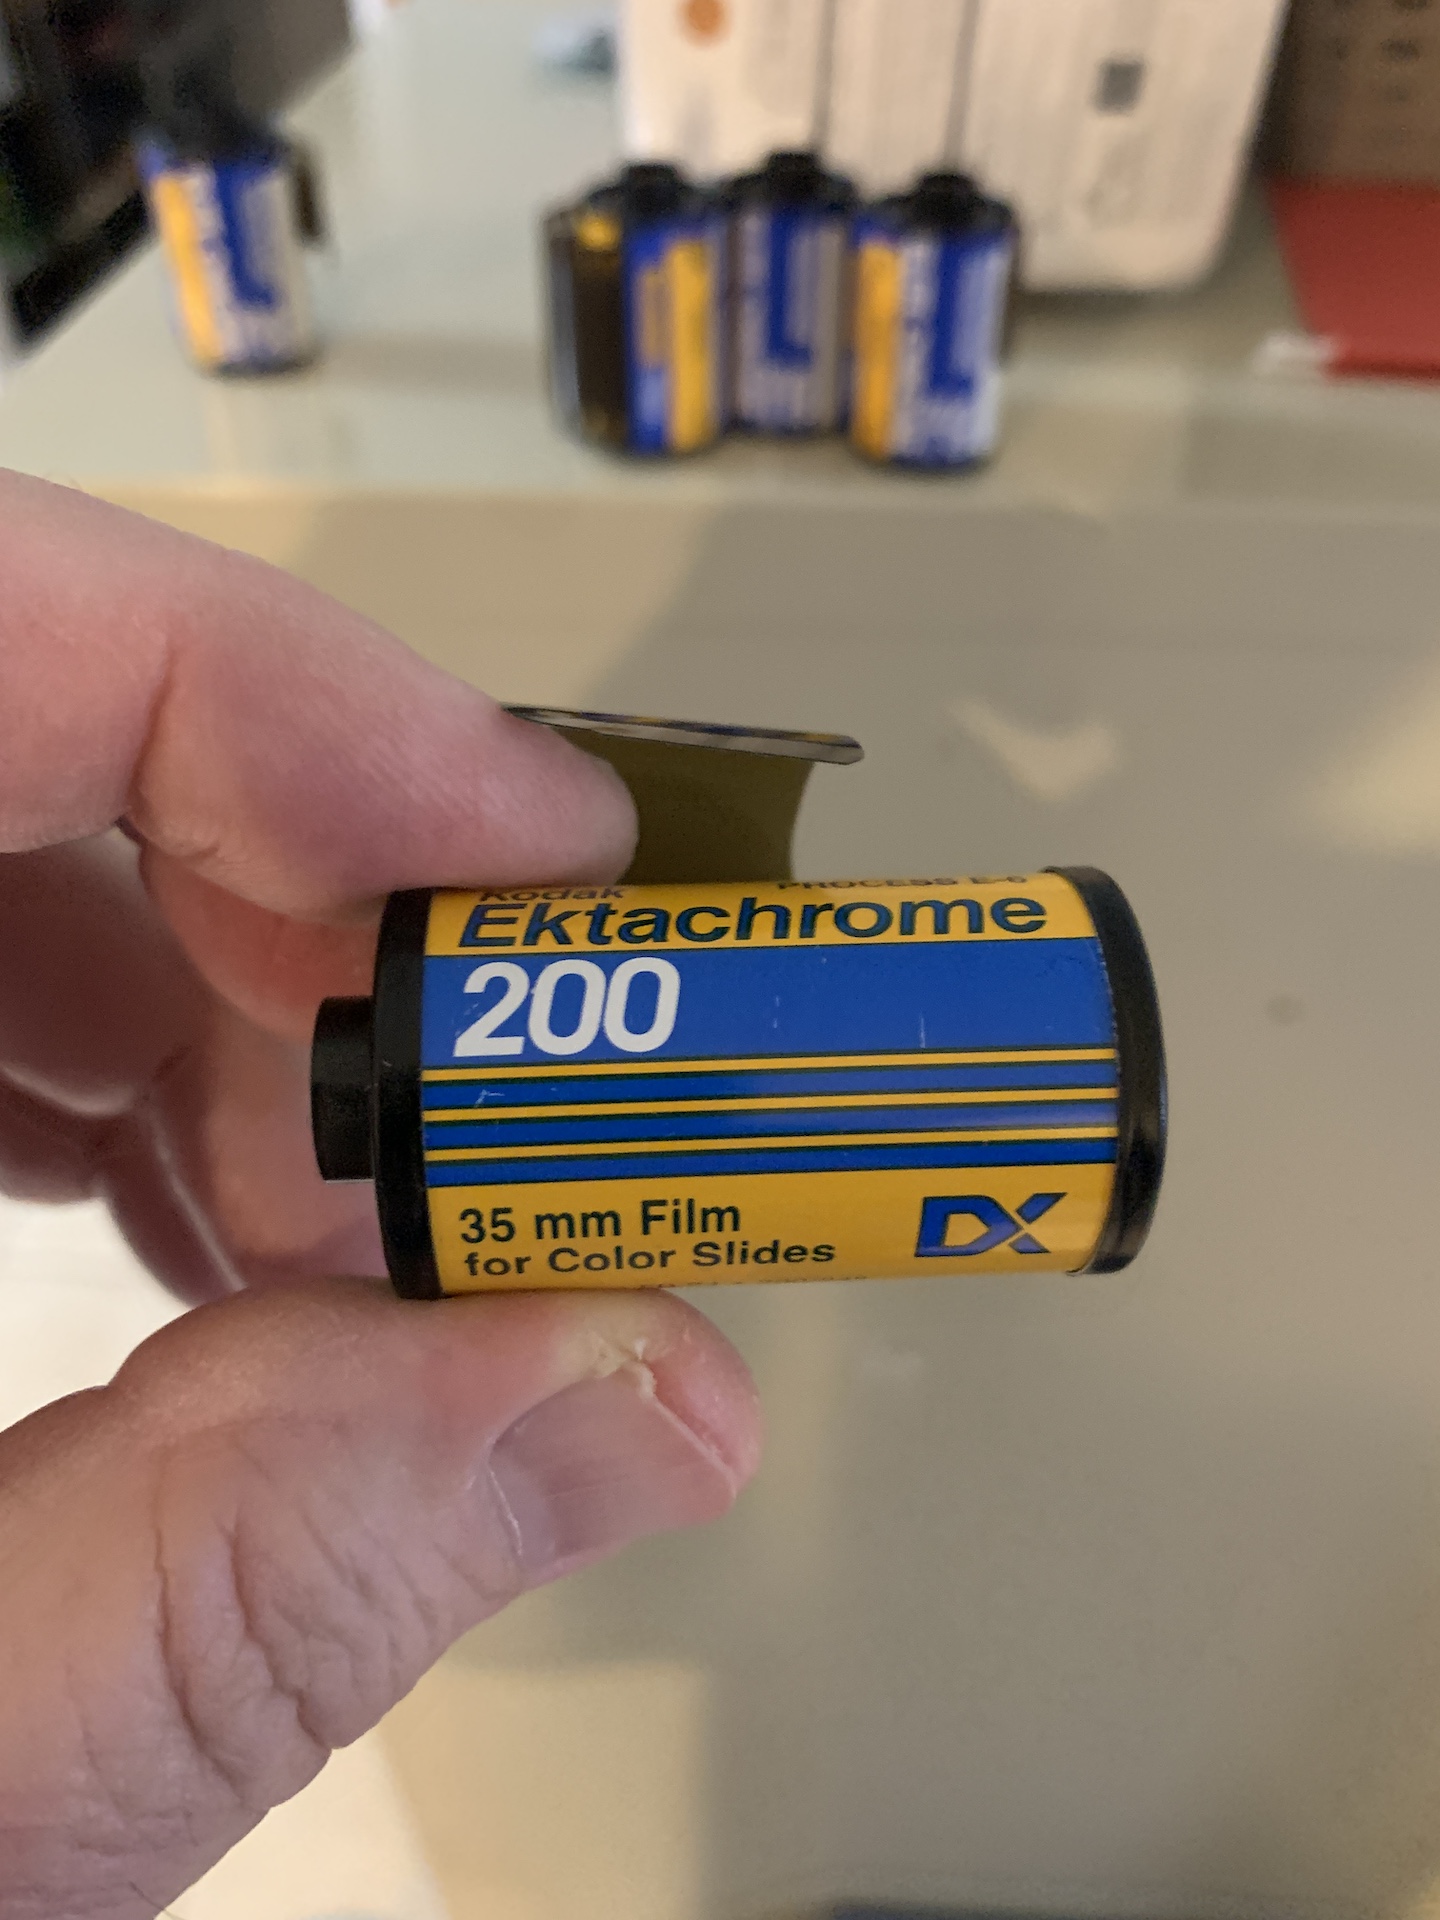 Kodak
PROCESS E-6
Ektachrome
200
35 mm Film
for Color Slides
DX